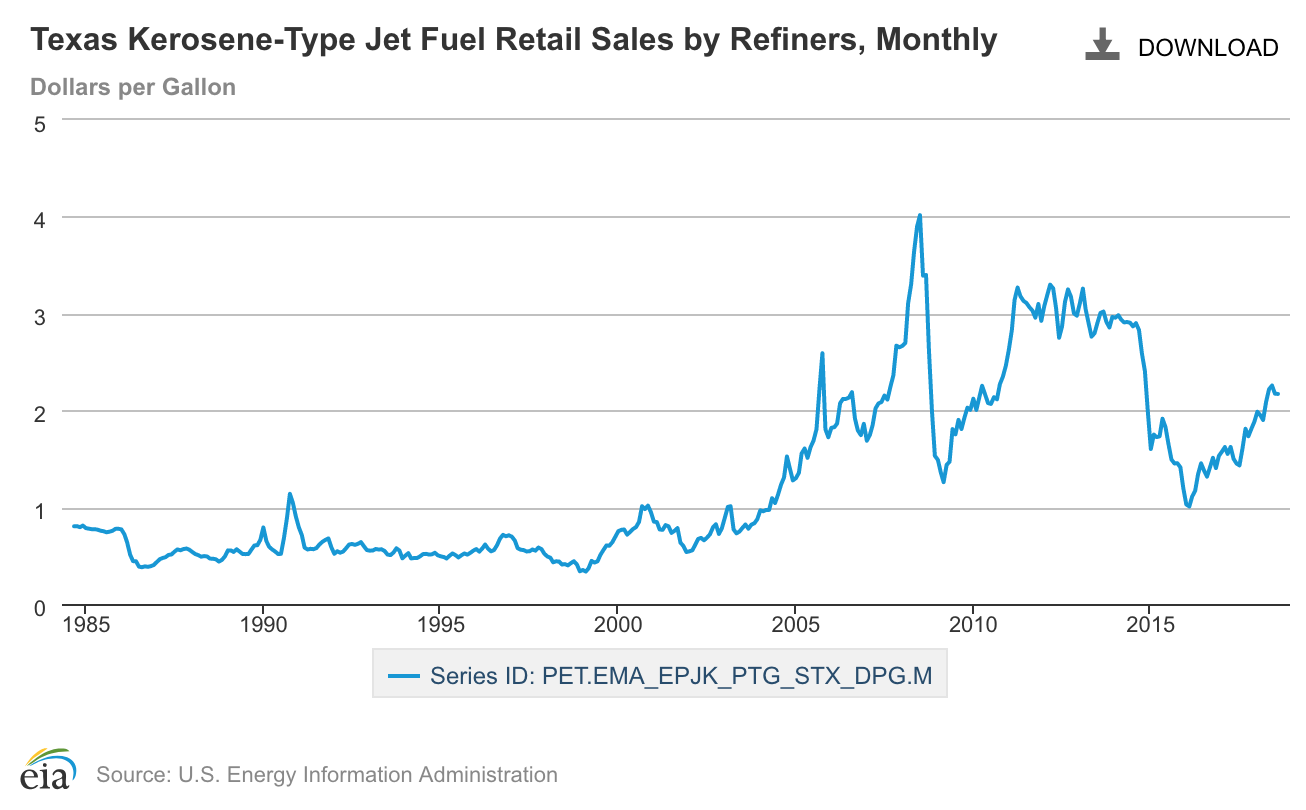 Texas Kerosene-Type Jet Fuel Retail Sales by Refiners, Monthly
DOWNLOAD
Dollars per Gallon
5
4
3
2
1
0
1985 1990 1995 2000 2005 2010 2015
Series ID: PET.EMA_EPJK_PTG_STX_DPG.M
eia
Source: U.S. Energy Information Administration